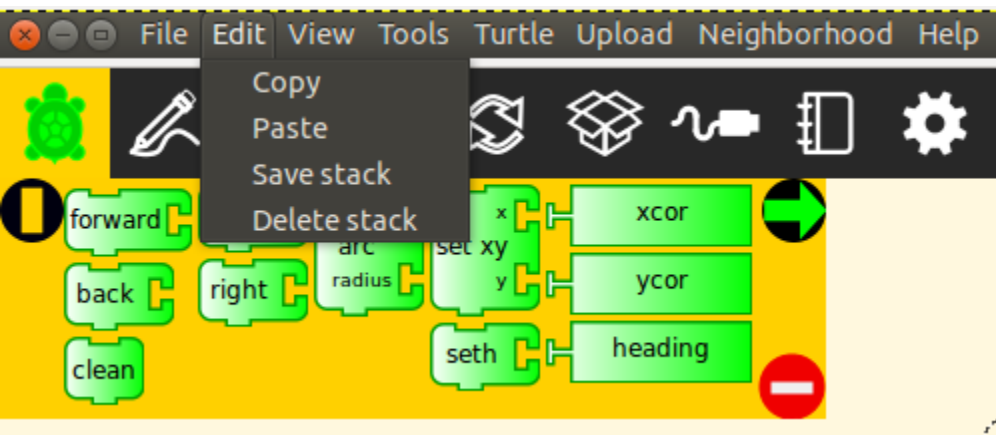 File Edit View Tools Turtle Upload Neighborhood Help
Copy
Paste
Save stack
Delete stack
forward
back
clean
right
arc
radius
set xy
x
y
seth
xcor
ycor
heading